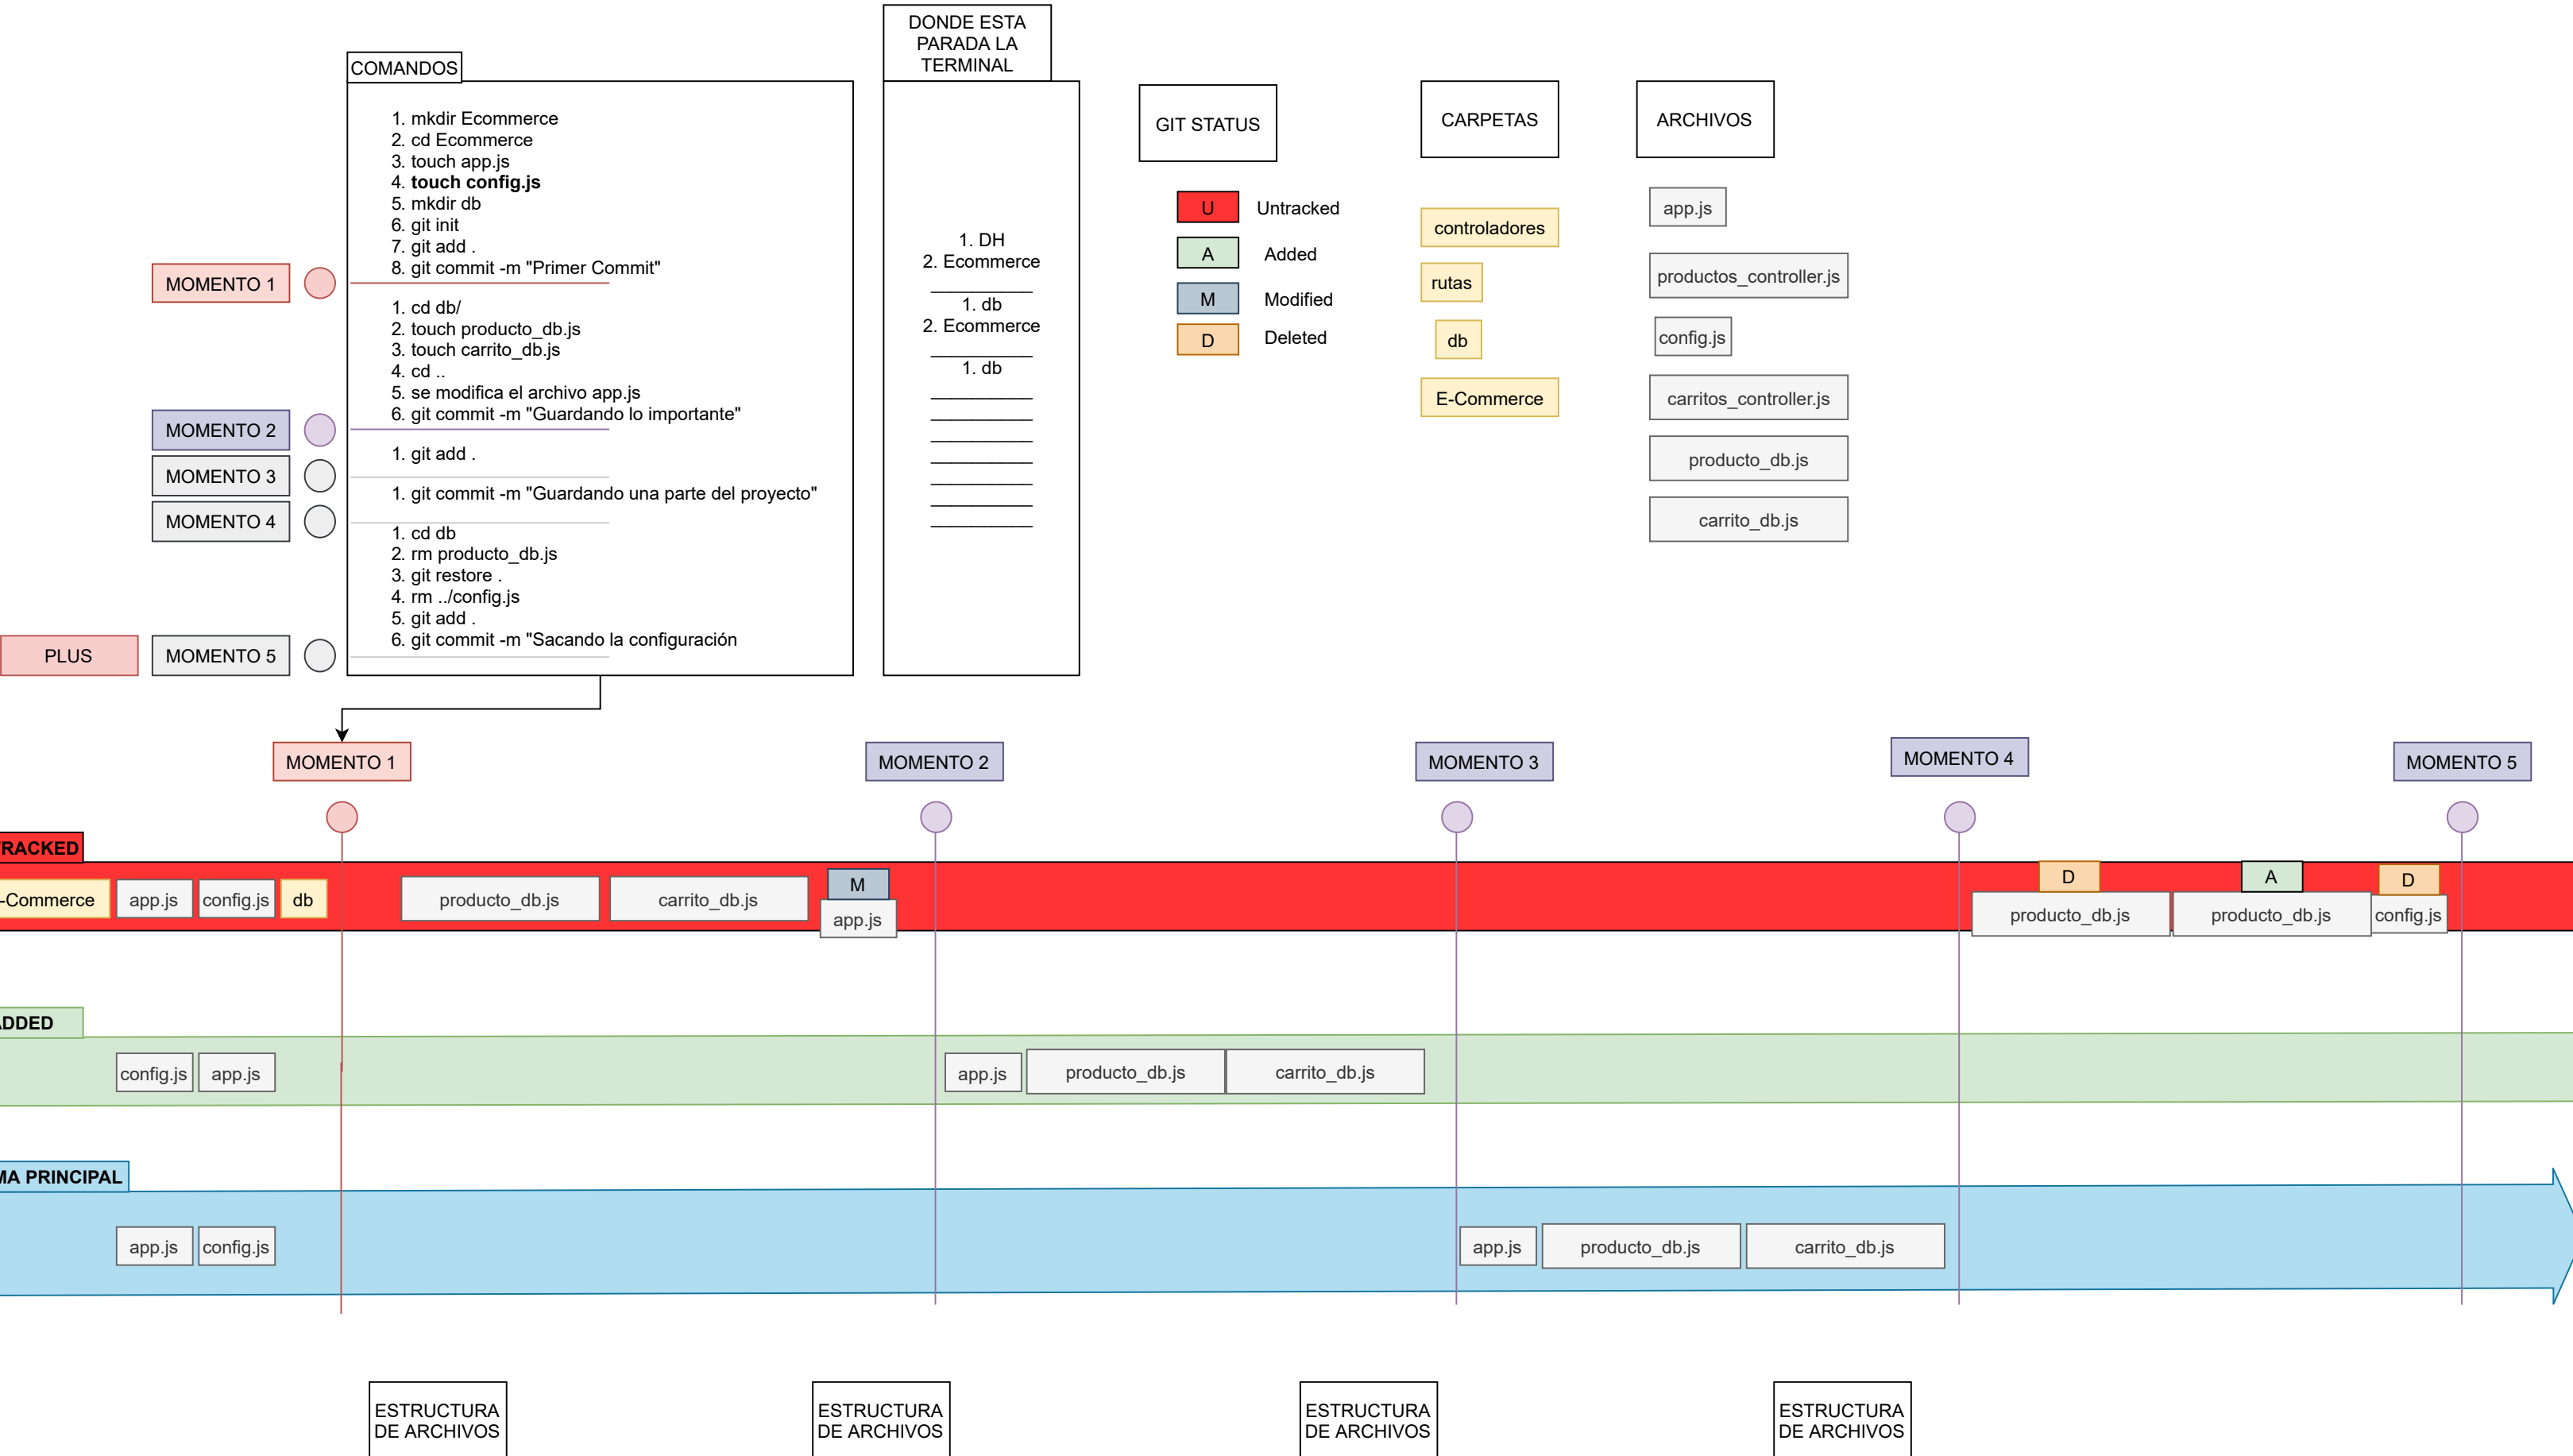 DONDE ESTA
PARADA LA
TERMINAL
COMANDOS
1. mkdir Ecommerce
2. cd Ecommerce
3. touch app.js
4. touch config.js
5. mkdir db
6. git init
7. git add .
8. git commit -m "Primer Commit"
1. cd db/
2. touch producto_db.js
3. touch carrito_db.js
4. cd ..
5. se modifica el archivo app.js
6. git commit -m "Guardando lo importante"
1. git add .
1. git commit -m "Guardando una parte del proyecto"
1. cd db
2. rm producto_db.js
3. git restore .
4. rm ../config.js
5. git add .
6. git commit -m "Sacando la configuración
MOMENTO 1
MOMENTO 2
MOMENTO 3
MOMENTO 4
PLUS
MOMENTO 5
1. DH
2. Ecommerce
1. db
2. Ecommerce
1. db
GIT STATUS
U
Untracked
A
Added
M
Modified
D
Deleted
CARPETAS
controladores
rutas
db
E-Commerce
ARCHIVOS
app.js
productos_controller.js
config.js
carritos_controller.js
producto_db.js
carrito_db.js
MOMENTO 1
MOMENTO 2
MOMENTO 3
MOMENTO 4
MOMENTO 5
RACKED
-Commerce
app.js
config.js
db
producto_db.js
carrito_db.js
M
app.js
D
producto_db.js
A
producto_db.js
D
config.js
ADDED
config.js
app.js
app.js
producto_db.js
carrito_db.js
MA PRINCIPAL
app.js
config.js
app.js
producto_db.js
carrito_db.js
ESTRUCTURA
DE ARCHIVOS
ESTRUCTURA
DE ARCHIVOS
ESTRUCTURA
DE ARCHIVOS
ESTRUCTURA
DE ARCHIVOS